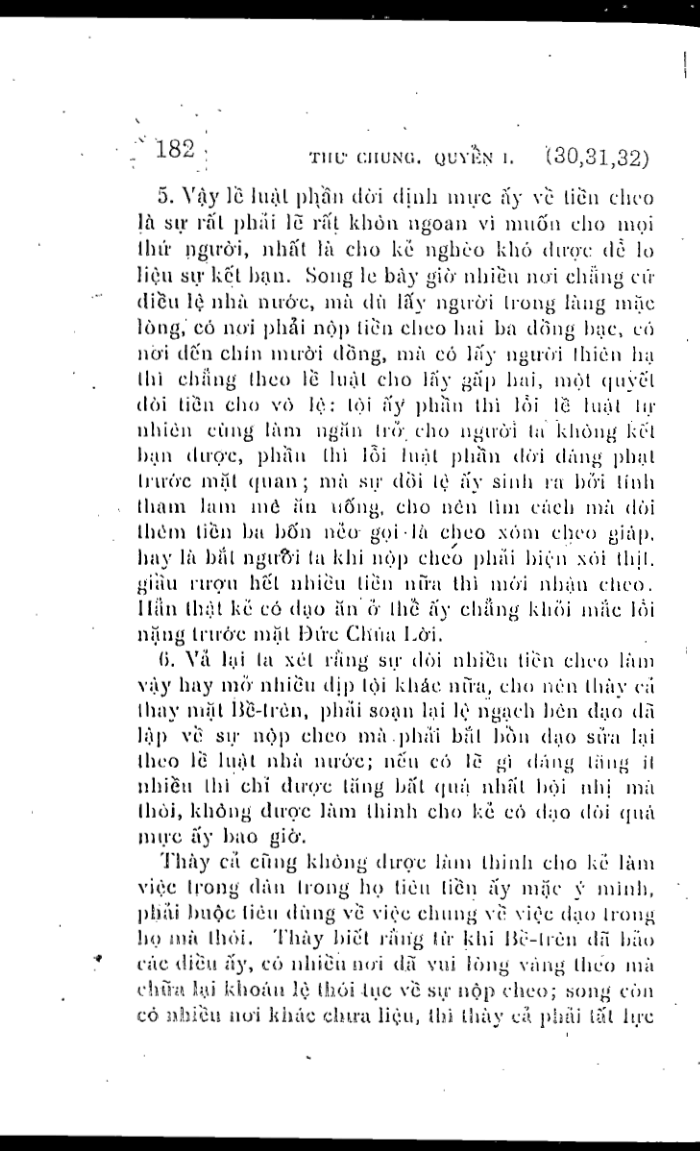 182 THƯ CHUNG. QUYỂN I. (30,31,32)
5. Vậy lề luật phần đời định mực ấy về tiền cheo
là sự rất phải lẽ rất khôn ngoan vì muốn cho mọi
thứ người, nhất là cho kẻ nghèo khó được dễ lo
liệu sự kết bạn. Song le bây giờ nhiều nơi chẳng cứ
điều lệ nhà nước, mà dù lấy người trong làng mặc
lòng, có nơi phải nộp tiền cheo hai ba đồng bạc, có
nơi đến chín mười đồng, mà có lấy người thiên hạ
thì chẳng theo lề luật cho lấy gấp hai, một quyết
đòi tiền cho vô lệ: tội ấy phần thì lỗi lề luật tự
nhiên cùng làm ngăn trở cho người ta không kết
bạn được, phần thì lỗi luật phần đời đáng phạt
trước mặt quan; mà sự dồi tệ ấy sinh ra bởi tính
tham lam mê ăn uống, cho nên tìm cách mà đòi
thêm tiền ba bốn nẻo gọi là cheo xóm cheo giáp,
hay là bắt người ta khi nộp cheo phải biện xôi thịt,
giầu rượu hết nhiều tiền nữa thì mới nhận cheo.
Hẳn thật kẻ có đạo ăn ở thể ấy chẳng khỏi mắc lỗi
nặng trước mặt Đức Chúa Lời.
6. Vả lại ta xét rằng sự đòi nhiều tiền cheo làm
vậy hay mở nhiều dịp tội khác nữa, cho nên thày cả
thay mặt Bề-trên, phải soạn lại lệ ngạch bên đạo đã
lập về sự nộp cheo mà phải bắt bổn đạo sửa lại
theo lề luật nhà nước; nếu có lẽ gì đáng tăng ít
nhiều thì chỉ được tăng bất quá nhất bội nhị mà
thôi, không được làm thinh cho kẻ có đạo đòi quá
mực ấy bao giờ.
Thày cả cũng không được làm thinh cho kẻ làm
việc trong dân trong họ tiêu tiền ấy mặc ý mình,
phải buộc tiêu dùng về việc chung về việc đạo trong
họ mà thôi. Thày biết rằng từ khi Bề-trên đã bảo
các điều ấy, có nhiều nơi đã vui lòng vâng theo mà
chữa lại khoán lệ thói tục về sự nộp cheo; song còn
có nhiều nơi khác chưa liệu, thì thày cả phải tất lực